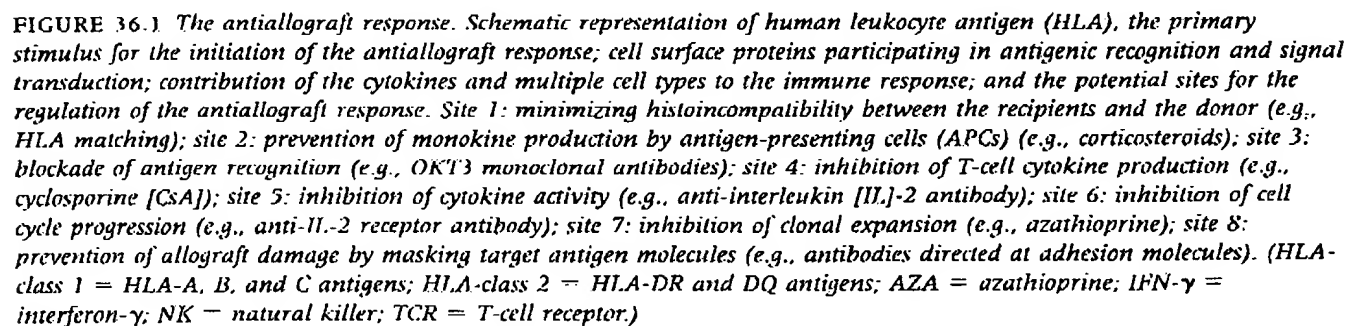 FIGURE 36.1 The antiallograft response. Schematic representation of human leukocyte antigen (HLA), the primary
stimulus for the initiation of the antiallograft response; cell surface proteins participating in antigenic recognition and signal
transduction; contribution of the cytokines and multiple cell types to the immune response; and the potential sites for the
regulation of the antiallograft response. Site 1: minimizing histoincompatibility between the recipients and the donor (e.g.,
HLA matching); site 2: prevention of monokine production by antigen-presenting cells (APCs) (e.g., corticosteroids); site 3:
blockade of antigen recognition (e.g., OKT3 monoclonal antibodies); site 4: inhibition of T-cell cytokine production (e.g.,
cyclosporine [CsA]); site 5: inhibition of cytokine activity (e.g., anti-interleukin [IL]-2 antibody); site 6: inhibition of cell
cycle progression (e.g., anti-IL-2 receptor antibody); site 7: inhibition of clonal expansion (e.g., azathioprine); site 8:
prevention of allograft damage by masking target antigen molecules (e.g., antibodies directed at adhesion molecules). (HLA-
class 1 = HLA-A, B, and C antigens; HLA-class 2 = HLA-DR and DQ antigens; AZA = azathioprine; IFN-γ =
interferon-γ; NK = natural killer; TCR = T-cell receptor.)